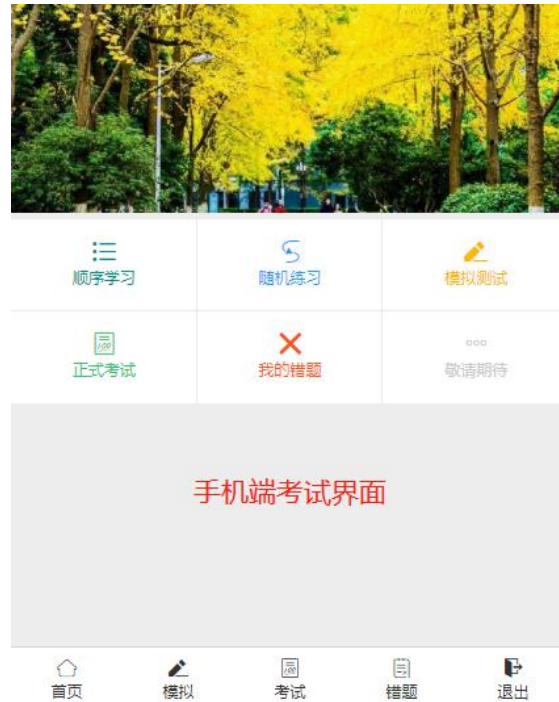 顺序学习
随机练习
模拟测试
正式考试
我的错题
敬请期待
手机端考试界面
首页
模拟
考试
错题
退出